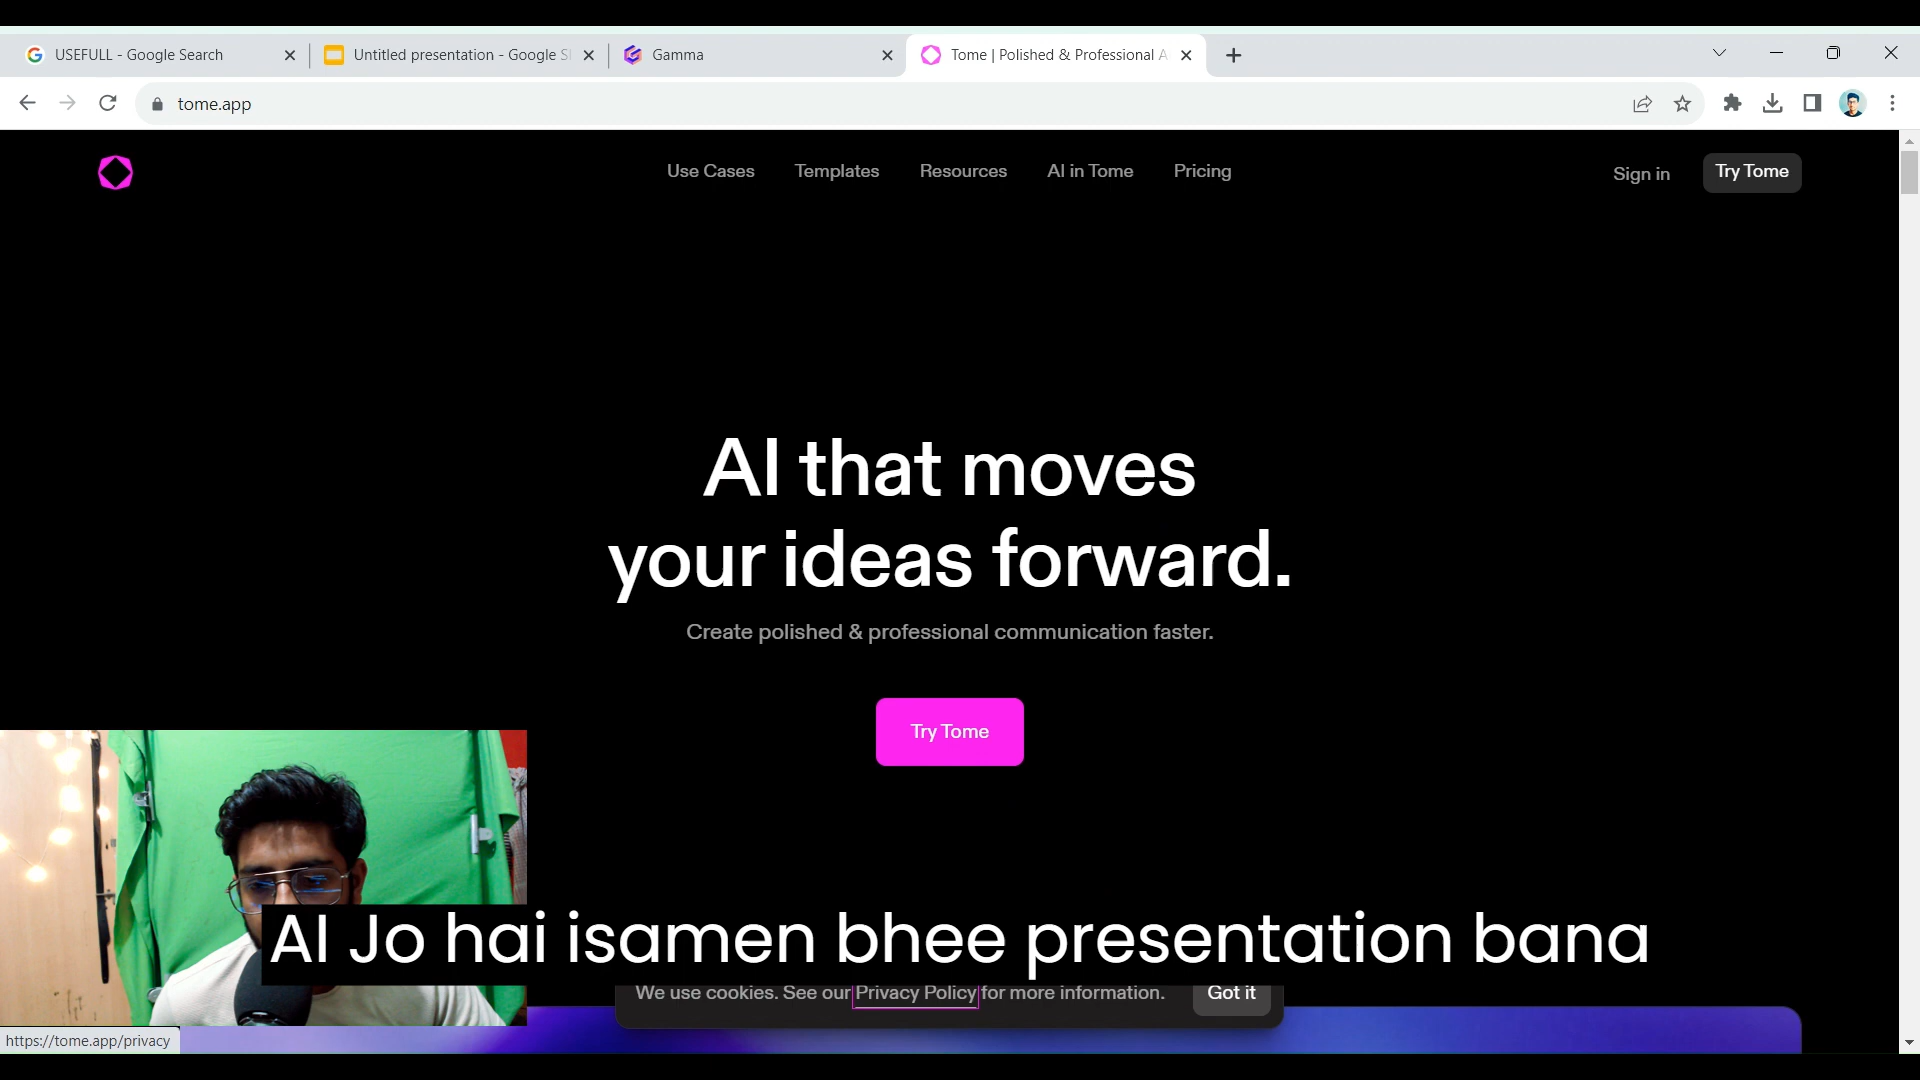 USEFULL - Google Search
Untitled presentation - Google Sl
Gamma
Tome | Polished & Professional A
tome.app
Use Cases
Templates
Resources
AI in Tome
Pricing
Sign in
Try Tome
AI that moves
your ideas forward.
Create polished & professional communication faster.
Try Tome
AI Jo hai isamen bhee presentation bana
We use cookies. See our Privacy Policy for more information.
Got it
https://tome.app/privacy